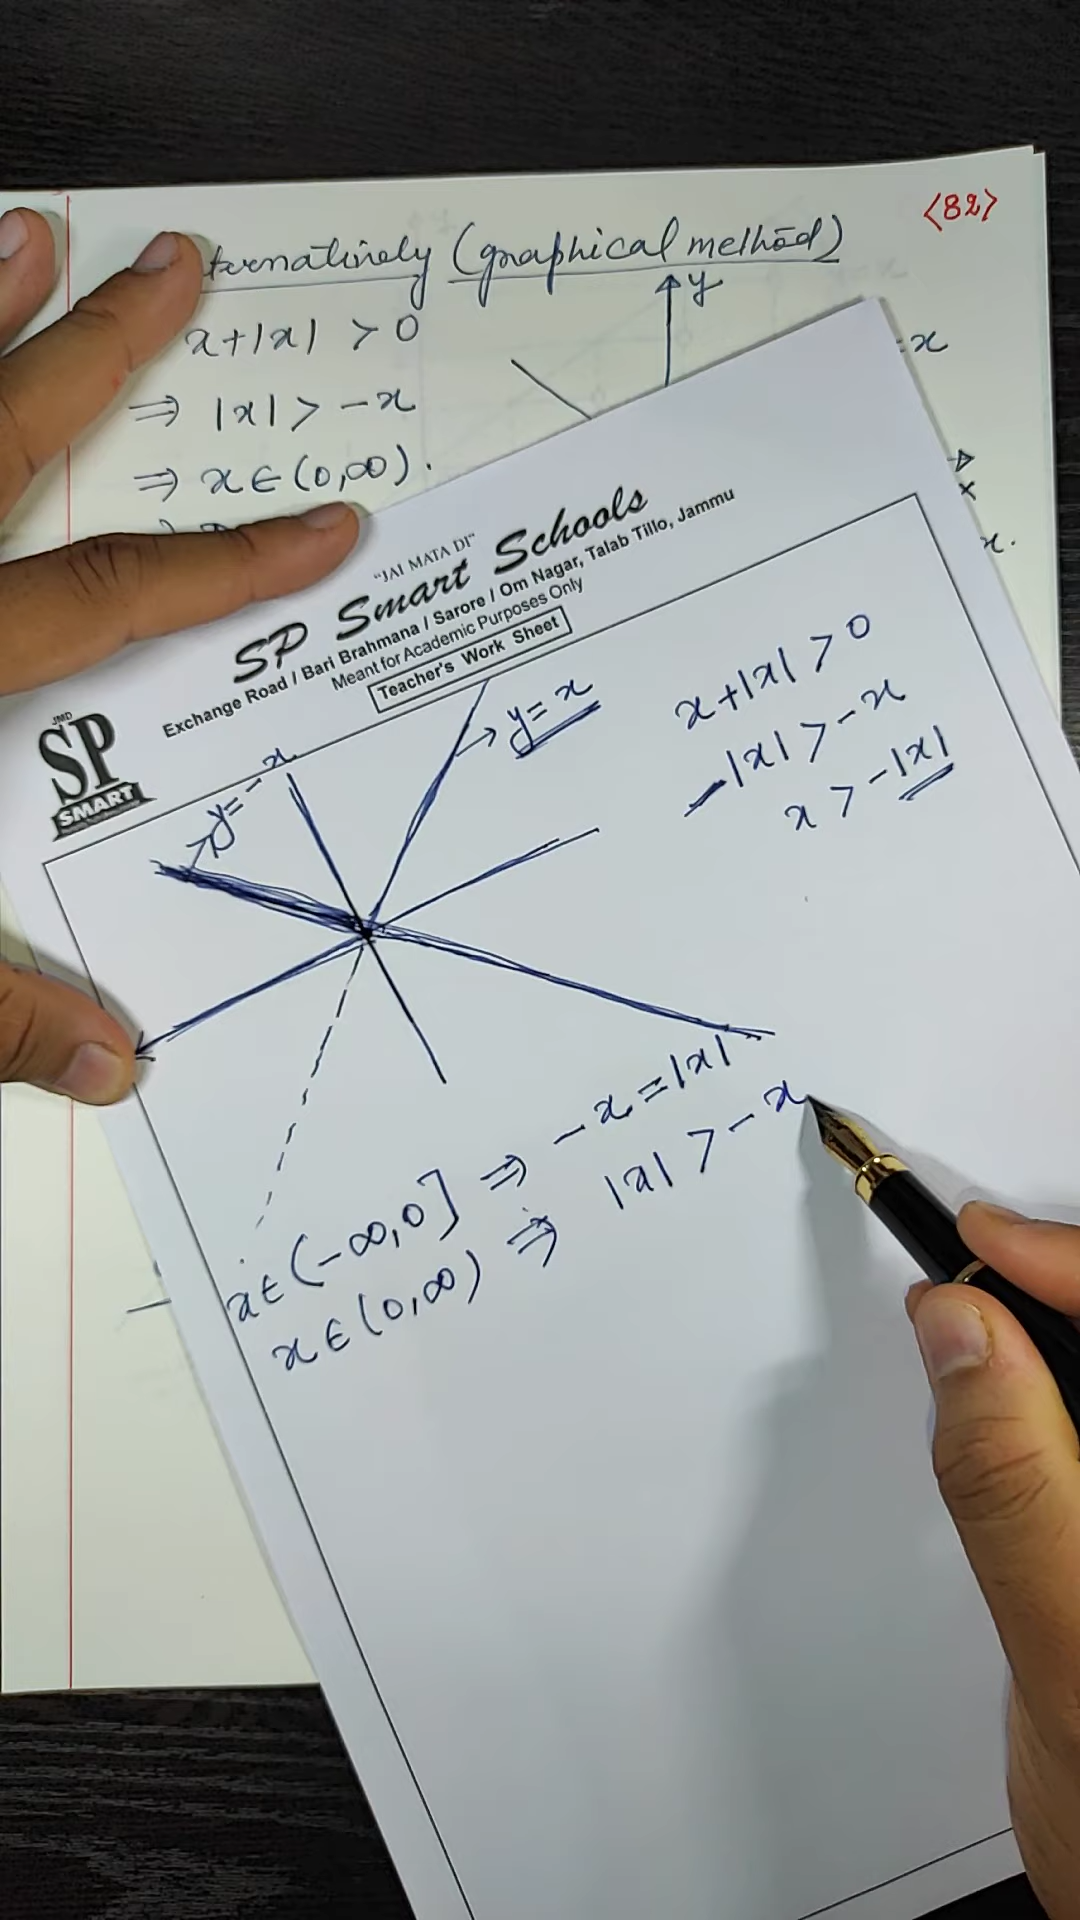 <82>
ternatively (graphical method)
x+|x| > 0
⇒ |x| > -x
⇒ x∈(0,∞).
y
=x
x
x.
"JAI MATA DI"
SP Smart Schools
Exchange Road / Bari Brahmana / Sarore / Om Nagar, Talab Tillo, Jammu
Meant for Academic Purposes Only
Teacher's Work Sheet
JMD
SP
SMART
y=x
y=-x
x+|x| > 0
|x| > -x
x > -|x|
x∈(-∞,0] ⇒ -x=|x|
x∈(0,∞) ⇒ |x| > -x